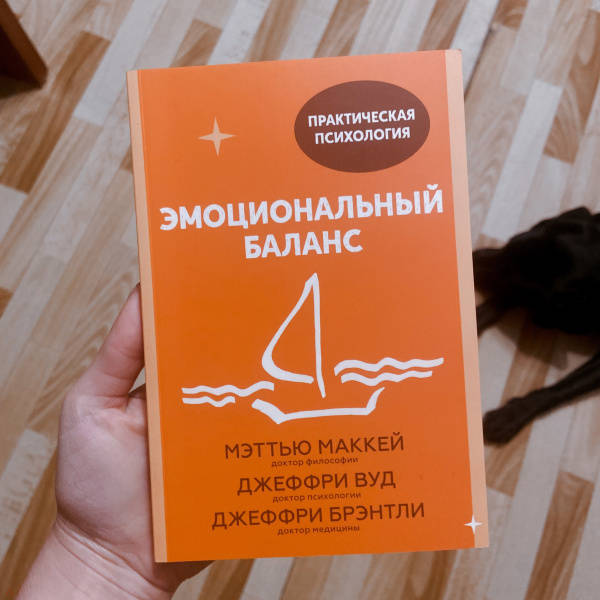 ПРАКТИЧЕСКАЯ
ПСИХОЛОГИЯ
ЭМОЦИОНАЛЬНЫЙ
БАЛАНС
МЭТТЬЮ МАККЕЙ
доктор философии
ДЖЕФФРИ ВУД
доктор психологии
ДЖЕФФРИ БРЭНТЛИ
доктор медицины